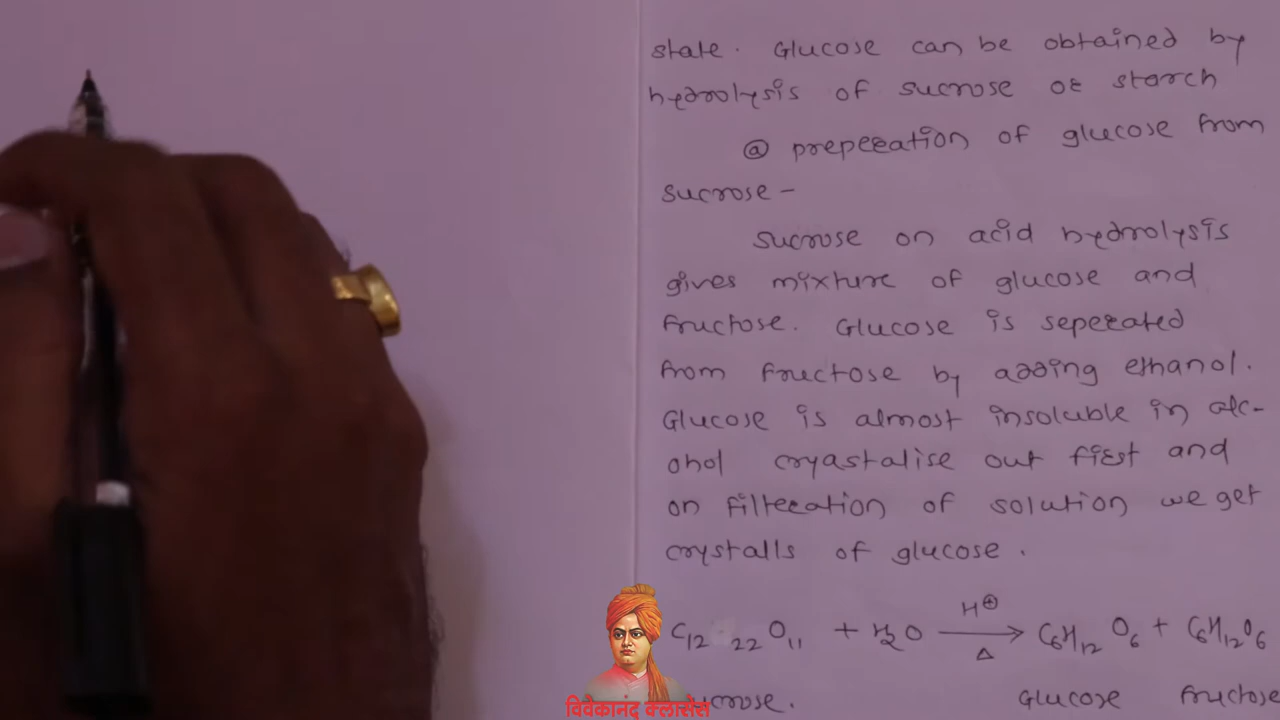 state. Glucose can be obtained by
hydrolysis of sucrose or starch
ⓐ prepeeation of glucose from
sucrose -
sucrose on acid hydrolysis
gives mixture of glucose and
fructose. Glucose is seperated
from fructose by adding ethanol.
Glucose is almost insoluble in alc-
ohol cryastalise out first and
on filteration of solution we get
crystalls of glucose.
H⊕
C12 22O11 + H2O ⟶ C6H12O6 + C6H12O6
Δ
ucrose. Glucose fructose
विवेकानंद क्लासेस